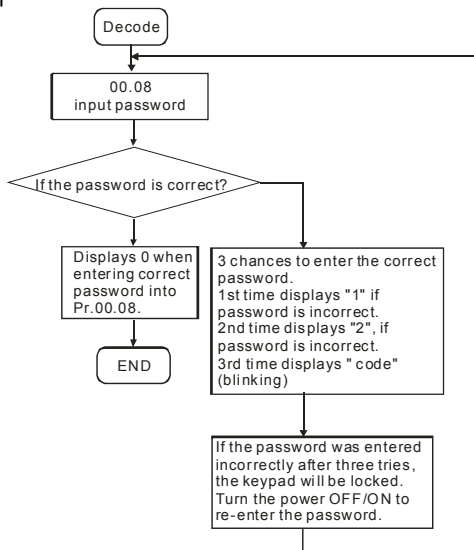 Decode
00.08
input password
If the password is correct?
Displays 0 when
entering correct
password into
Pr.00.08.
END
3 chances to enter the correct
password.
1st time displays "1" if
password is incorrect.
2nd time displays "2", if
password is incorrect.
3rd time displays " code"
(blinking)
If the password was entered
incorrectly after three tries,
the keypad will be locked.
Turn the power OFF/ON to
re-enter the password.